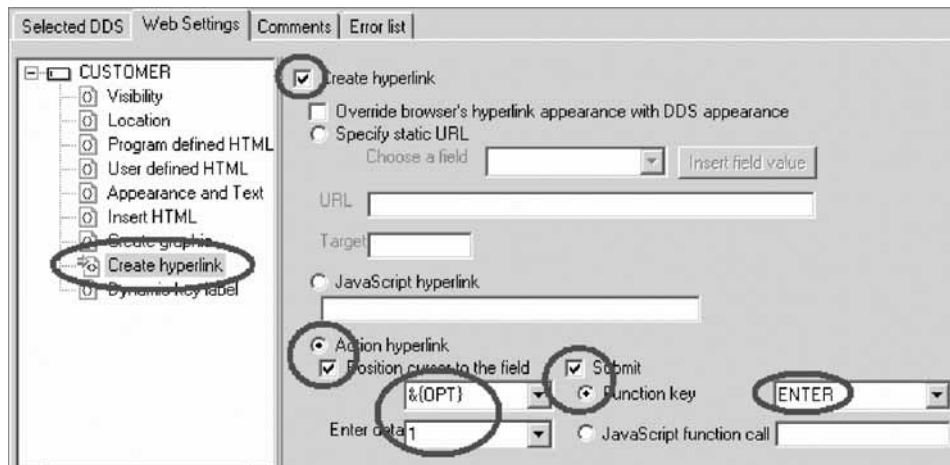 Selected DDS Web Settings Comments Error list
CUSTOMER
Visibility
Location
Program defined HTML
User defined HTML
Appearance and Text
Insert HTML
Create graphic
Create hyperlink
Dynamic key label
Create hyperlink
Override browser's hyperlink appearance with DDS appearance
Specify static URL
Choose a field Insert field value
URL
Target
JavaScript hyperlink
Action hyperlink
Position cursor to the field Submit
&{OPT} Function key ENTER
Enter data 1 JavaScript function call